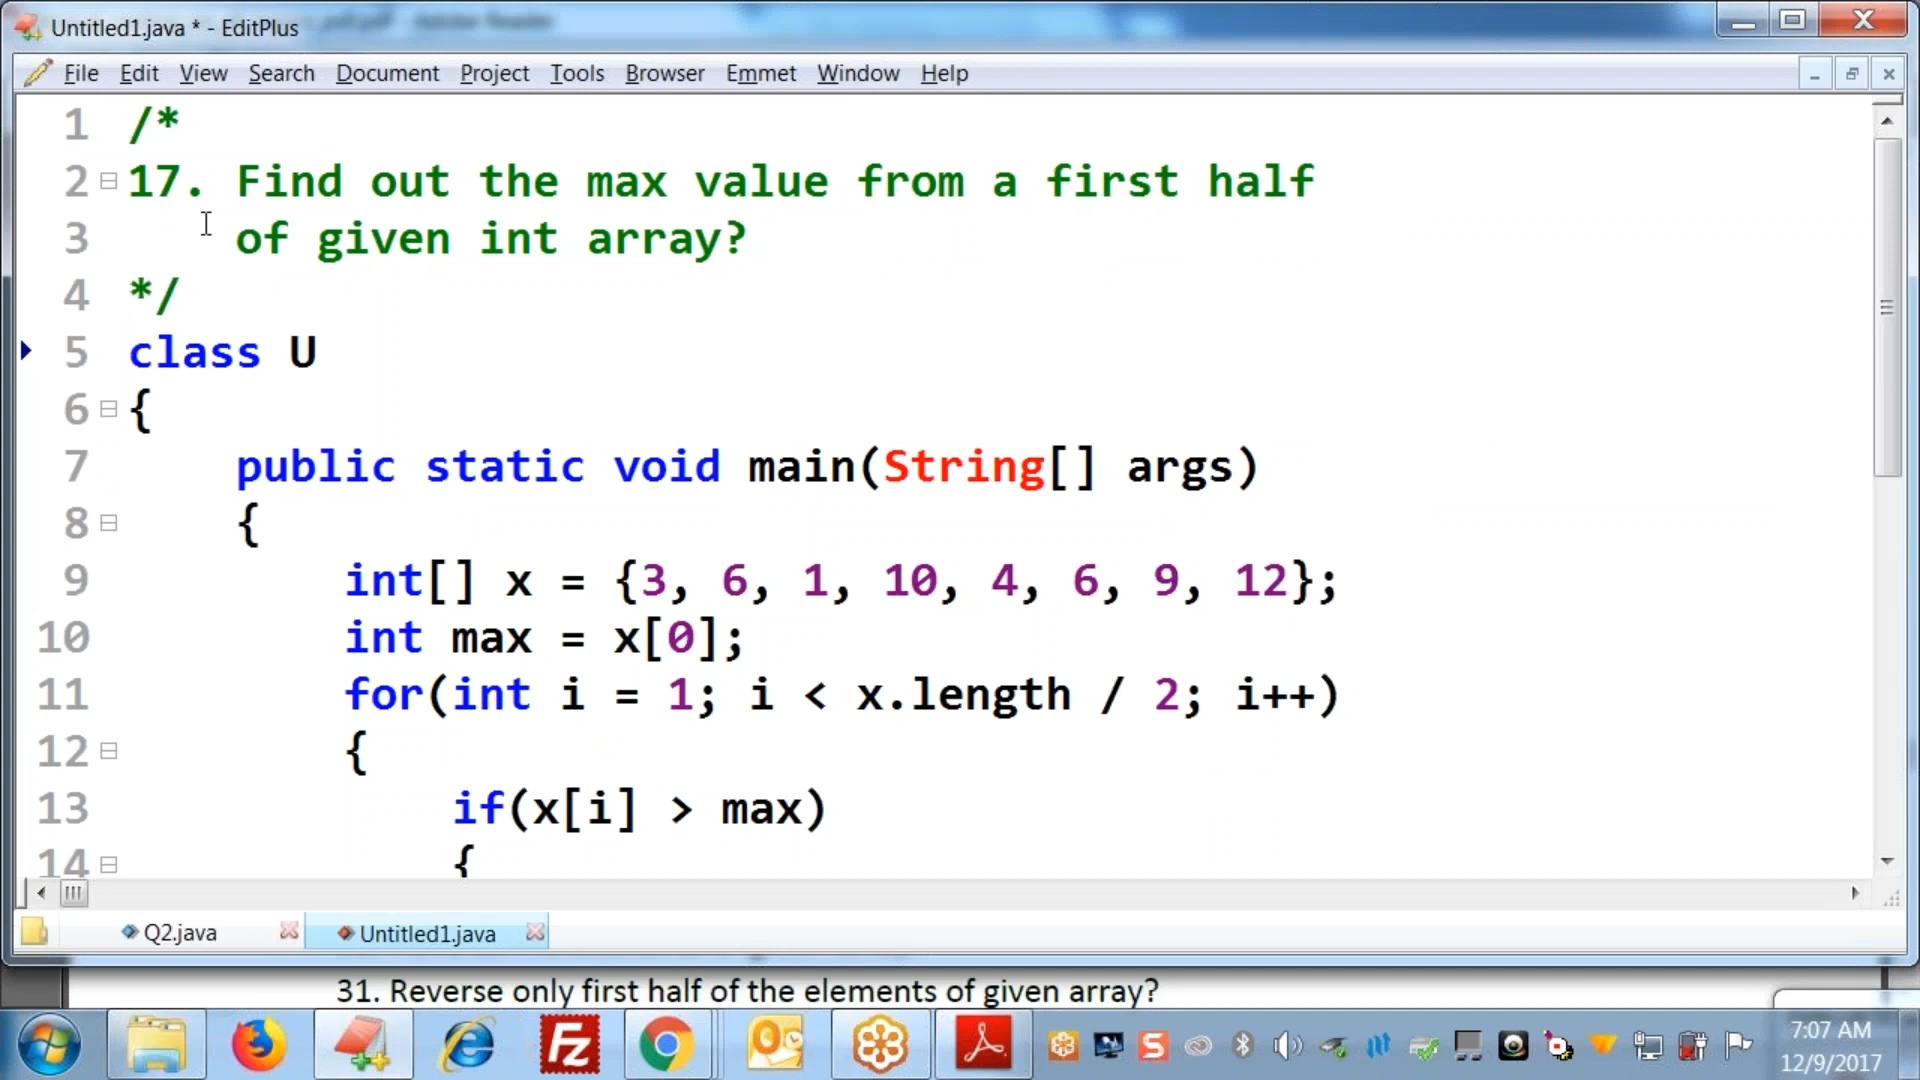 Untitled1.java * - EditPlus
File Edit View Search Document Project Tools Browser Emmet Window Help
1 /*
2 17. Find out the max value from a first half
3 of given int array?
4 */
5 class U
6 {
7 public static void main(String[] args)
8 {
9 int[] x = {3, 6, 1, 10, 4, 6, 9, 12};
10 int max = x[0];
11 for(int i = 1; i < x.length / 2; i++)
12 {
13 if(x[i] > max)
14 {
Q2.java Untitled1.java
31. Reverse only first half of the elements of given array?
7:07 AM
12/9/2017